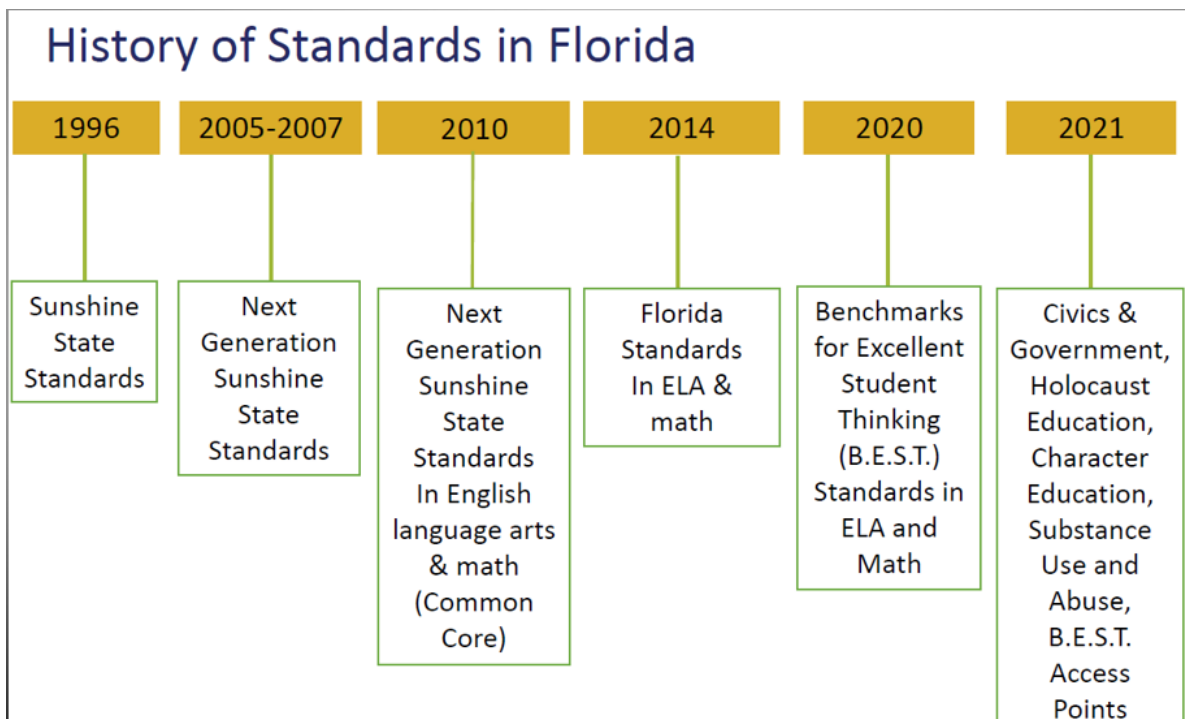 History of Standards in Florida
1996
2005-2007
2010
2014
2020
2021
Sunshine
State
Standards
Next
Generation
Sunshine
State
Standards
Next
Generation
Sunshine
State
Standards
In English
language arts
& math
(Common
Core)
Florida
Standards
In ELA &
math
Benchmarks
for Excellent
Student
Thinking
(B.E.S.T.)
Standards in
ELA and
Math
Civics &
Government,
Holocaust
Education,
Character
Education,
Substance
Use and
Abuse,
B.E.S.T.
Access
Points